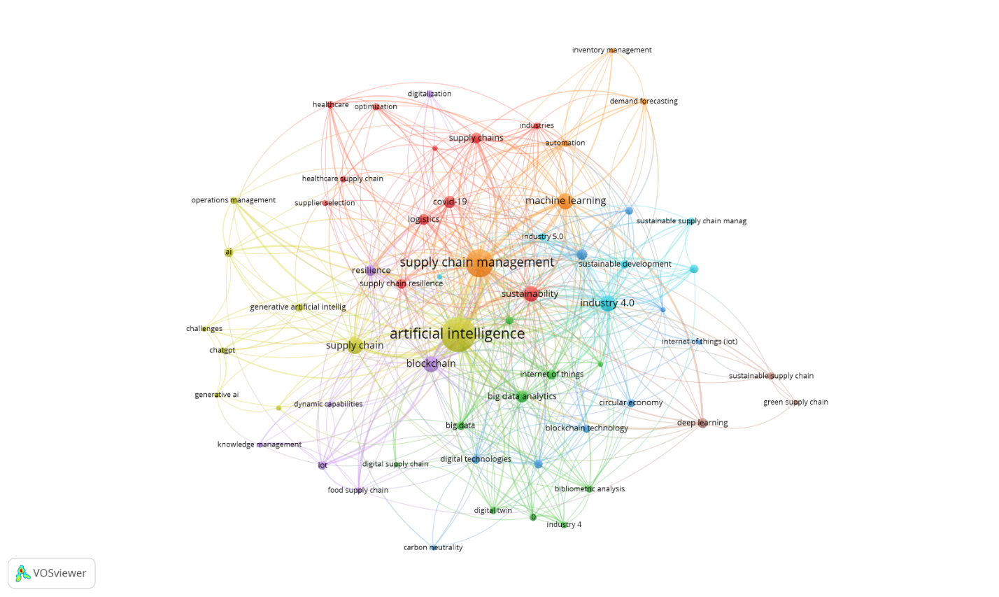 inventory management
digitalization
demand forecasting
healthcare
optimization
industries
supply chains
automation
healthcare supply chain
operations management
supplier selection
covid-19
machine learning
logistics
sustainable supply chain manag
industry 5.0
ai
supply chain management
sustainable development
resilience
supply chain resilience
sustainability
industry 4.0
generative artificial intellig
challenges
artificial intelligence
supply chain
internet of things (iot)
chatgpt
blockchain
internet of things
sustainable supply chain
generative ai
big data analytics
dynamic capabilities
circular economy
green supply chain
deep learning
big data
blockchain technology
knowledge management
digital technologies
iot
digital supply chain
food supply chain
bibliometric analysis
digital twin
0
industry 4
carbon neutrality
VOSviewer